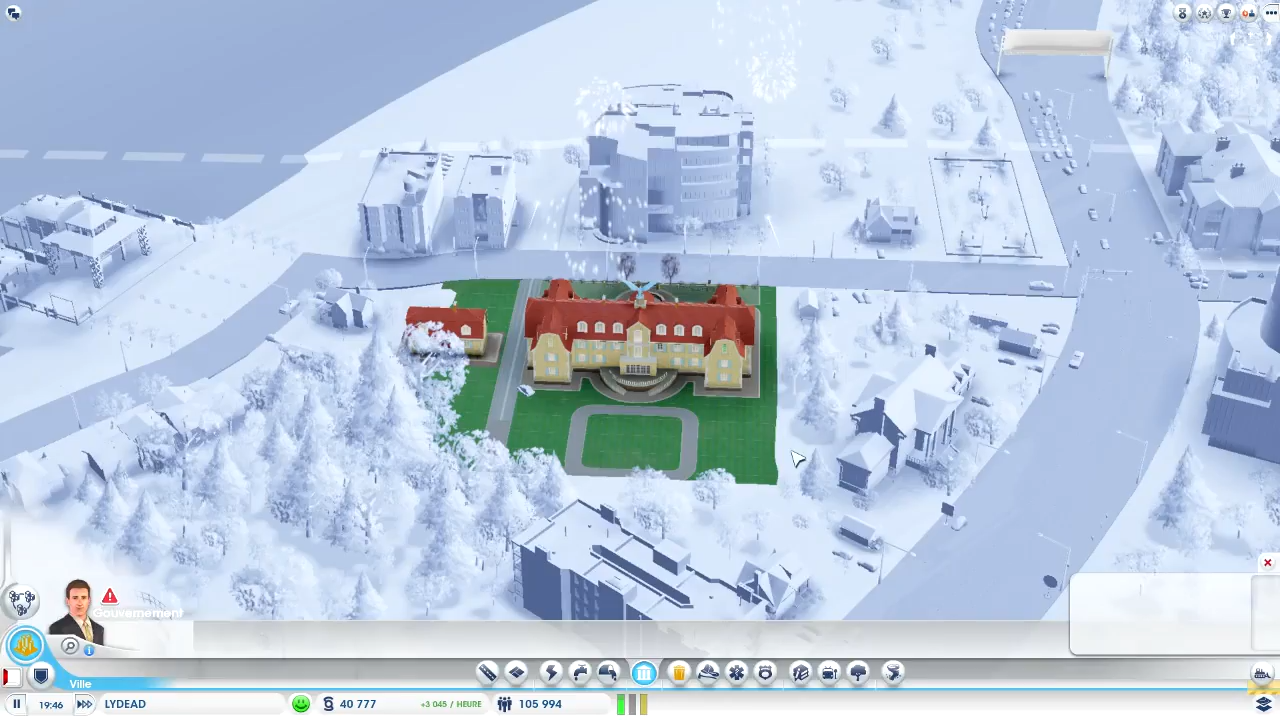 Gouvernement
Ville
19:46
LYDEAD
40 777
+3 045 / HEURE
105 994